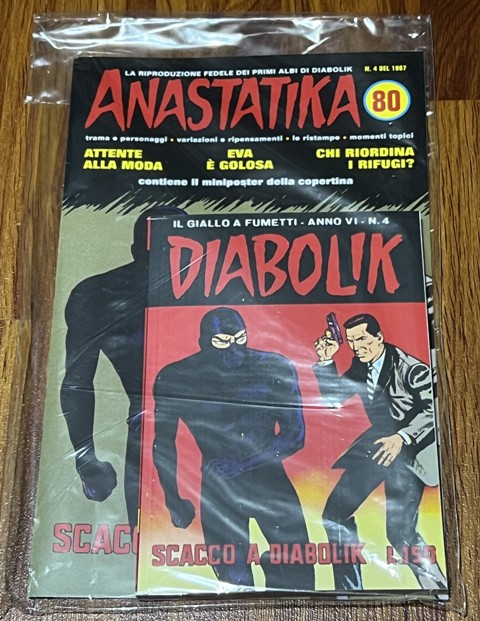 LA RIPRODUZIONE FEDELE DEI PRIMI ALBI DI DIABOLIK
N. 4 DEL 1967
ANASTATIKA
80
trama e personaggi • variazioni e ripensamenti • le ristampe • momenti topici
ATTENTE
ALLA MODA
EVA
È GOLOSA
CHI RIORDINA
I RIFUGI?
contiene il miniposter della copertina
IL GIALLO A FUMETTI - ANNO VI - N. 4
DIABOLIK
SCACCO A DIABOLIK - L.150